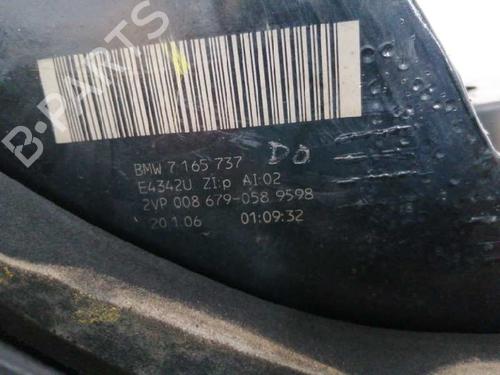 B-PARTS
BMW 7 165 737 DO
E4342U ZI:p AI:02
2VP 008 679-058 9598
20.1.06 01:09:32